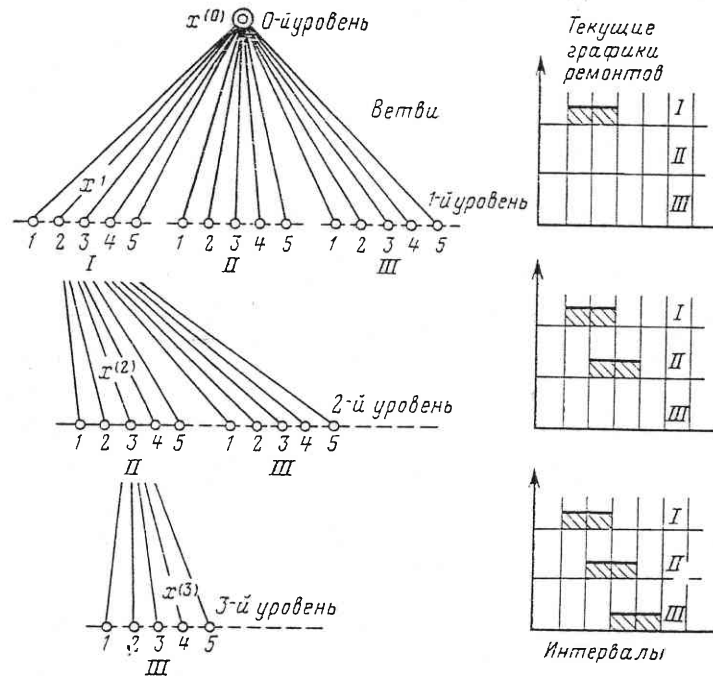 x(0)
0-й уровень
Ветви
x1
1-й уровень
1 2 3 4 5 1 2 3 4 5 1 2 3 4 5
I II III
x(2)
2-й уровень
1 2 3 4 5 1 2 3 4 5
II III
x(3)
3-й уровень
1 2 3 4 5
III
Текущие
графики
ремонтов
I
II
III
I
II
III
I
II
III
Интервалы